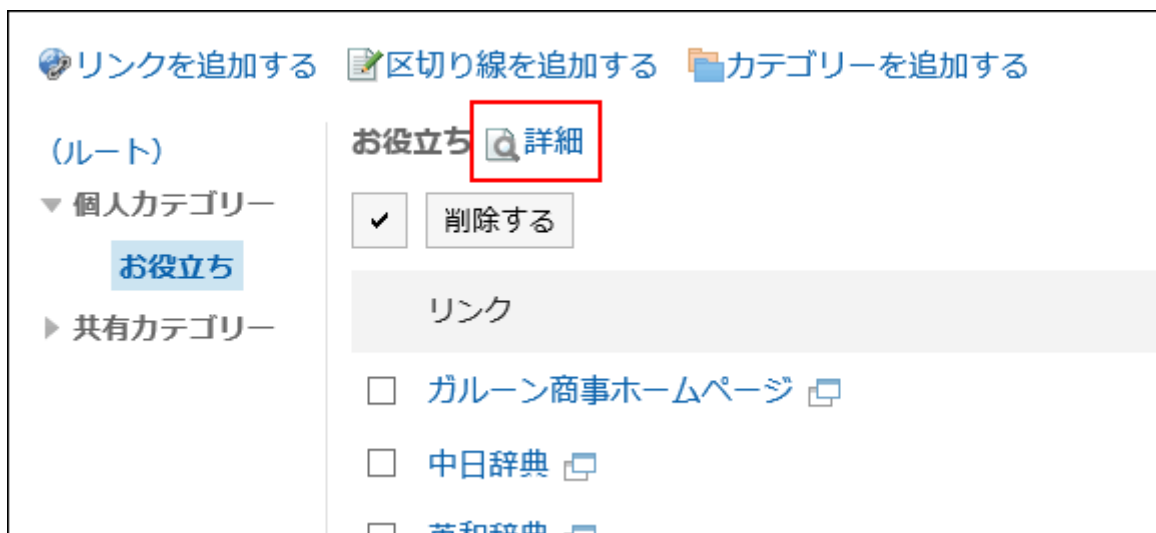 リンクを追加する 区切り線を追加する カテゴリーを追加する
(ルート)
個人カテゴリー
お役立ち
共有カテゴリー
お役立ち 詳細
削除する
リンク
ガルーン商事ホームページ
中日辞典
英和辞典